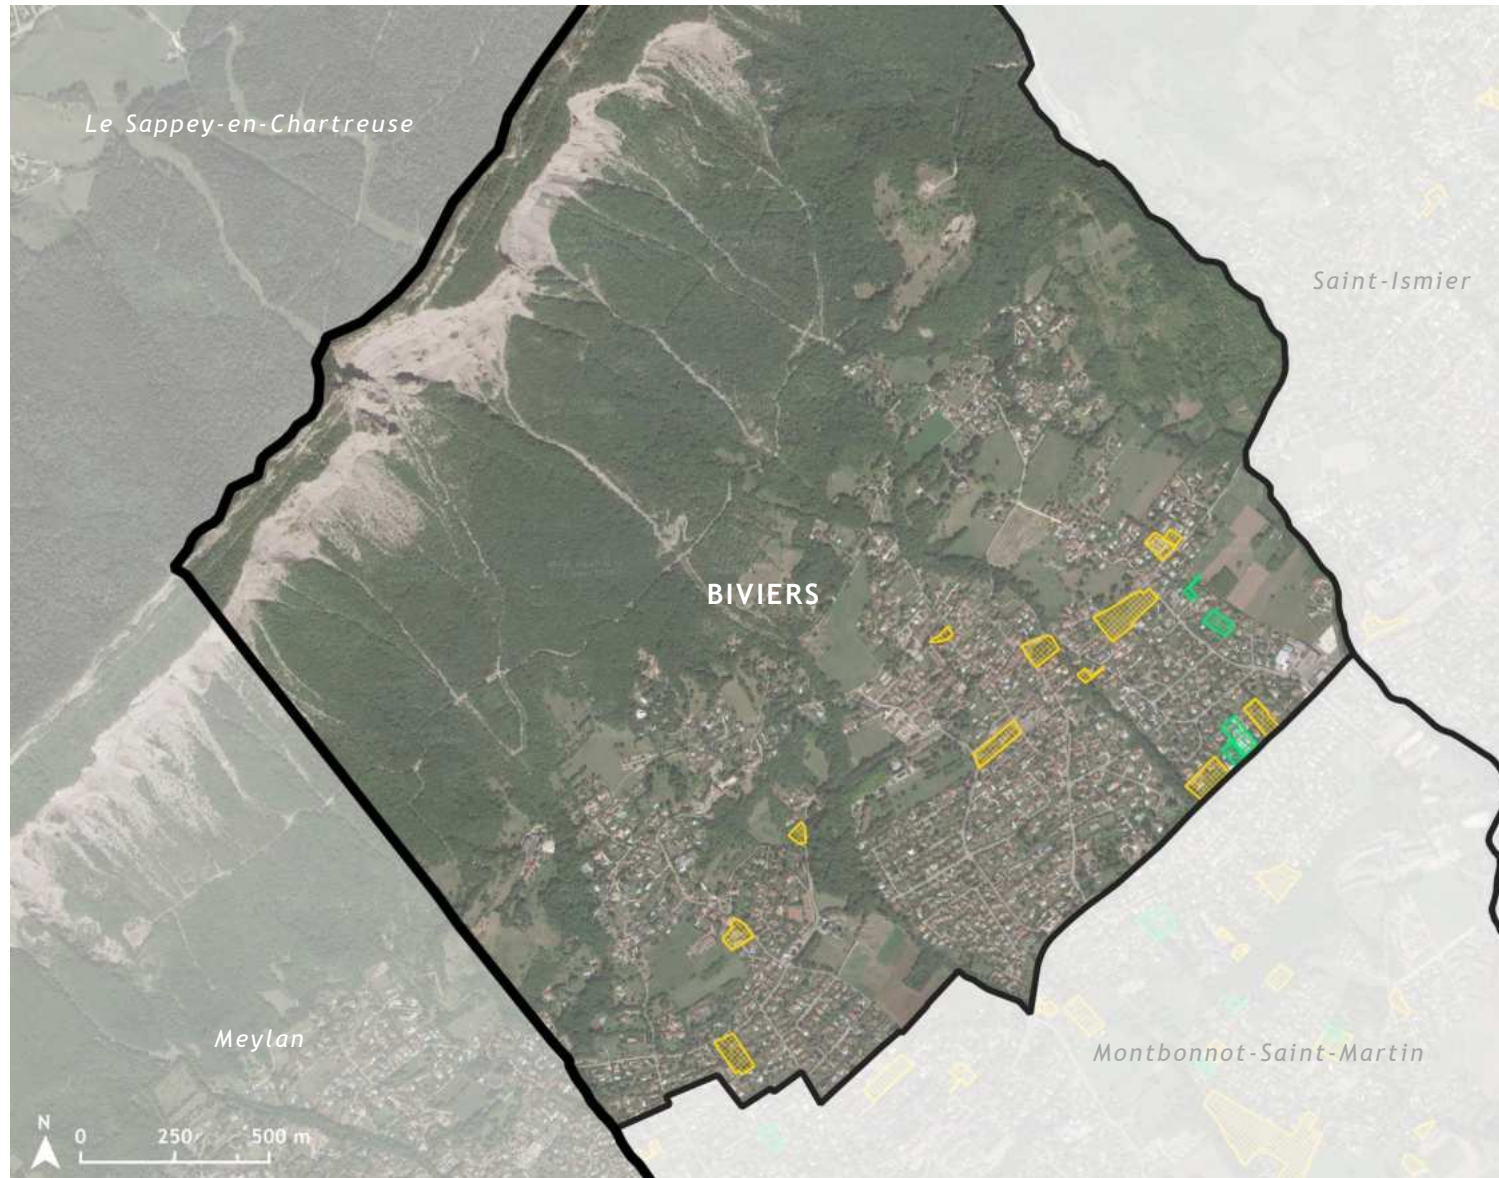 Le Sappey-en-Chartreuse
Saint-Ismier
BIVIERS
Meylan
Montbonnot-Saint-Martin
N
0 250 500 m